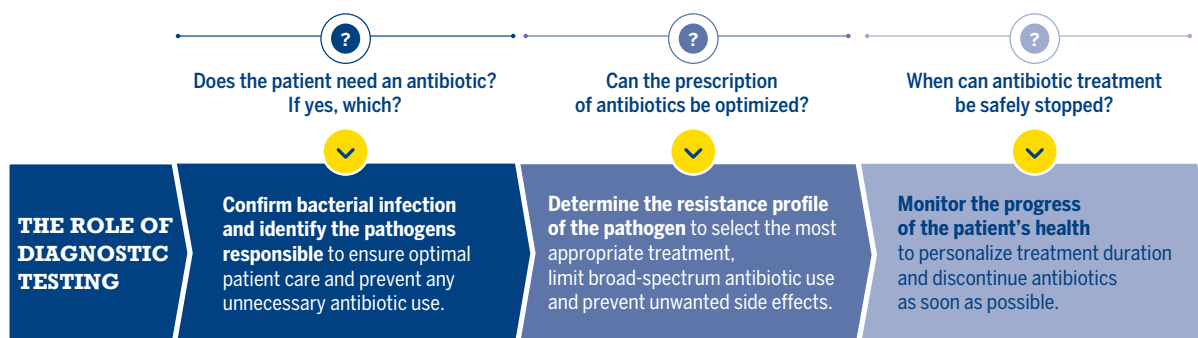 ?
Does the patient need an antibiotic?
If yes, which?
?
Can the prescription
of antibiotics be optimized?
?
When can antibiotic treatment
be safely stopped?
THE ROLE OF
DIAGNOSTIC
TESTING
Confirm bacterial infection
and identify the pathogens
responsible to ensure optimal
patient care and prevent any
unnecessary antibiotic use.
Determine the resistance profile
of the pathogen to select the most
appropriate treatment,
limit broad-spectrum antibiotic use
and prevent unwanted side effects.
Monitor the progress
of the patient’s health
to personalize treatment duration
and discontinue antibiotics
as soon as possible.